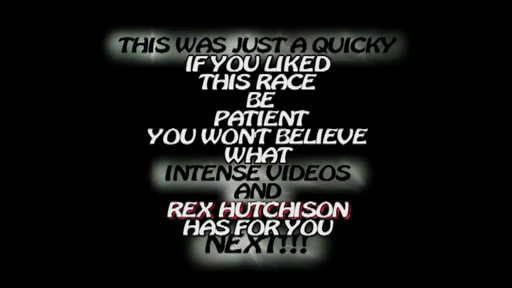 THIS WAS JUST A QUICKY
IF YOU LIKED
THIS RACE
BE
PATIENT
YOU WONT BELIEVE
WHAT
INTENSE VIDEOS
AND
REX HUTCHISON
HAS FOR YOU
NEXT!!!